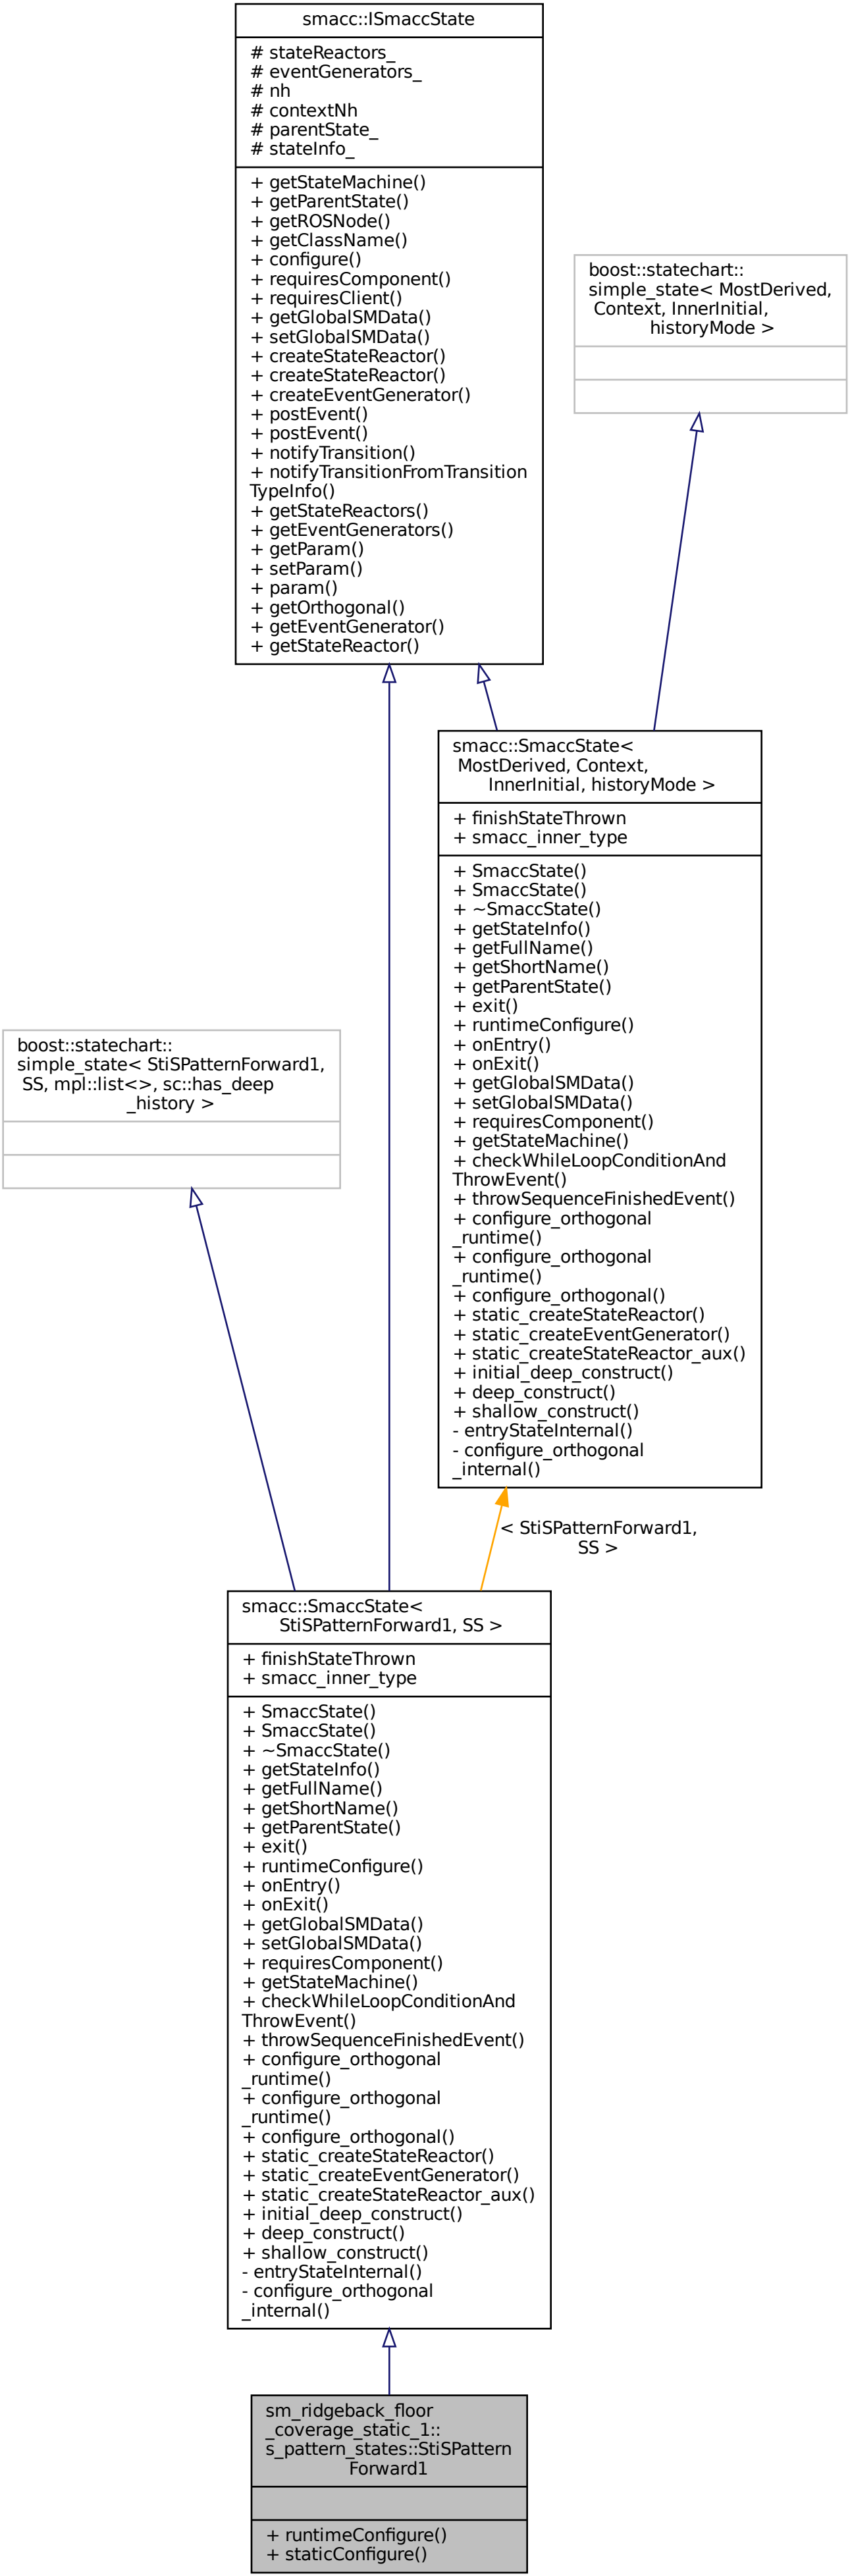 smacc::ISmaccState
# stateReactors_
# eventGenerators_
# nh
# contextNh
# parentState_
# stateInfo_
+ getStateMachine()
+ getParentState()
+ getROSNode()
+ getClassName()
+ configure()
+ requiresComponent()
+ requiresClient()
+ getGlobalSMData()
+ setGlobalSMData()
+ createStateReactor()
+ createStateReactor()
+ createEventGenerator()
+ postEvent()
+ postEvent()
+ notifyTransition()
+ notifyTransitionFromTransition
TypeInfo()
+ getStateReactors()
+ getEventGenerators()
+ getParam()
+ setParam()
+ param()
+ getOrthogonal()
+ getEventGenerator()
+ getStateReactor()
boost::statechart::
simple_state< MostDerived,
Context, InnerInitial,
historyMode >
smacc::SmaccState<
MostDerived, Context,
InnerInitial, historyMode >
+ finishStateThrown
+ smacc_inner_type
+ SmaccState()
+ SmaccState()
+ ~SmaccState()
+ getStateInfo()
+ getFullName()
+ getShortName()
+ getParentState()
+ exit()
+ runtimeConfigure()
+ onEntry()
+ onExit()
+ getGlobalSMData()
+ setGlobalSMData()
+ requiresComponent()
+ getStateMachine()
+ checkWhileLoopConditionAnd
ThrowEvent()
+ throwSequenceFinishedEvent()
+ configure_orthogonal
_runtime()
+ configure_orthogonal
_runtime()
+ configure_orthogonal()
+ static_createStateReactor()
+ static_createEventGenerator()
+ static_createStateReactor_aux()
+ initial_deep_construct()
+ deep_construct()
+ shallow_construct()
- entryStateInternal()
- configure_orthogonal
_internal()
boost::statechart::
simple_state< StiSPatternForward1,
SS, mpl::list<>, sc::has_deep
_history >
< StiSPatternForward1,
SS >
smacc::SmaccState<
StiSPatternForward1, SS >
+ finishStateThrown
+ smacc_inner_type
+ SmaccState()
+ SmaccState()
+ ~SmaccState()
+ getStateInfo()
+ getFullName()
+ getShortName()
+ getParentState()
+ exit()
+ runtimeConfigure()
+ onEntry()
+ onExit()
+ getGlobalSMData()
+ setGlobalSMData()
+ requiresComponent()
+ getStateMachine()
+ checkWhileLoopConditionAnd
ThrowEvent()
+ throwSequenceFinishedEvent()
+ configure_orthogonal
_runtime()
+ configure_orthogonal
_runtime()
+ configure_orthogonal()
+ static_createStateReactor()
+ static_createEventGenerator()
+ static_createStateReactor_aux()
+ initial_deep_construct()
+ deep_construct()
+ shallow_construct()
- entryStateInternal()
- configure_orthogonal
_internal()
sm_ridgeback_floor
_coverage_static_1::
s_pattern_states::StiSPattern
Forward1
+ runtimeConfigure()
+ staticConfigure()